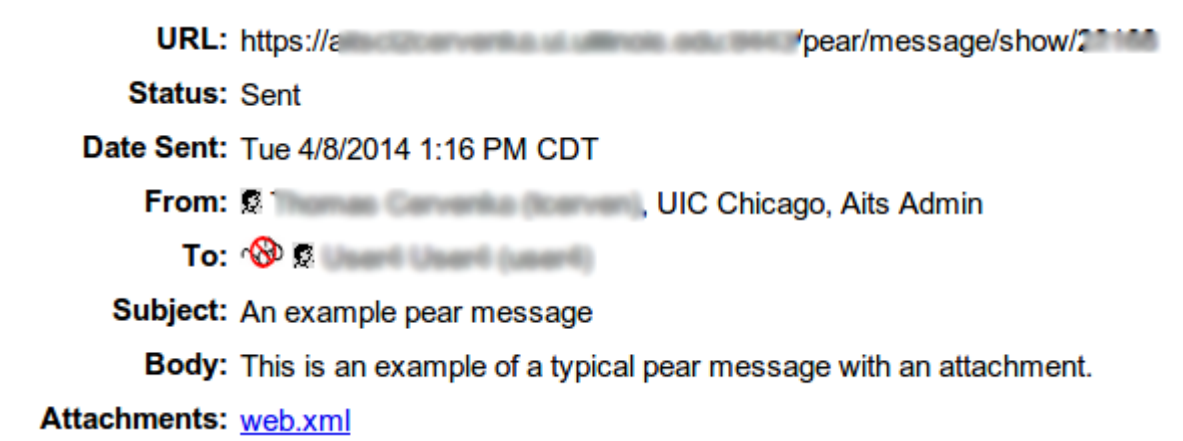 URL: https://a /pear/message/show/2
Status: Sent
Date Sent: Tue 4/8/2014 1:16 PM CDT
From: , UIC Chicago, Aits Admin
To:
Subject: An example pear message
Body: This is an example of a typical pear message with an attachment.
Attachments: web.xml